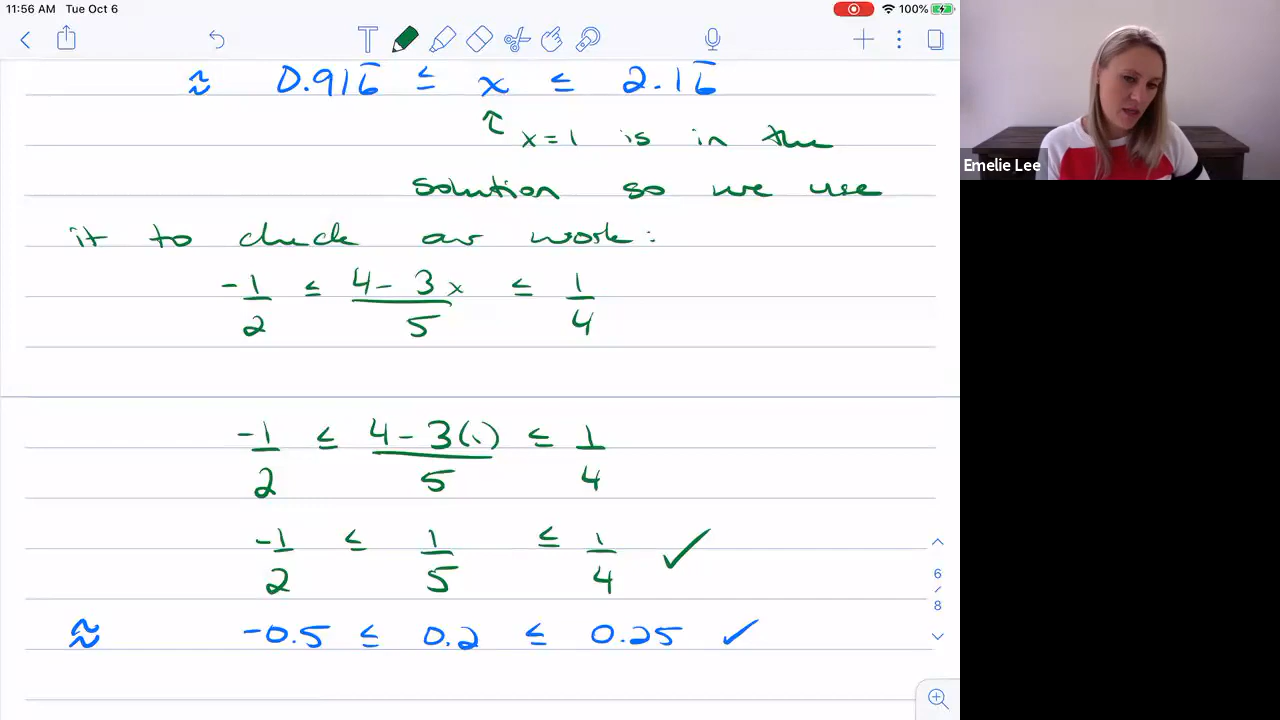 11:56 AM Tue Oct 6
100%
≈ 0.916̅ ≤ x ≤ 2.16̅
x = 1 is in the
solution so we use
it to check our work:
-1/2 ≤ (4 - 3x)/5 ≤ 1/4
-1/2 ≤ (4 - 3(1))/5 ≤ 1/4
-1/2 ≤ 1/5 ≤ 1/4 ✓
≈ -0.5 ≤ 0.2 ≤ 0.25 ✓
6/8
Emelie Lee